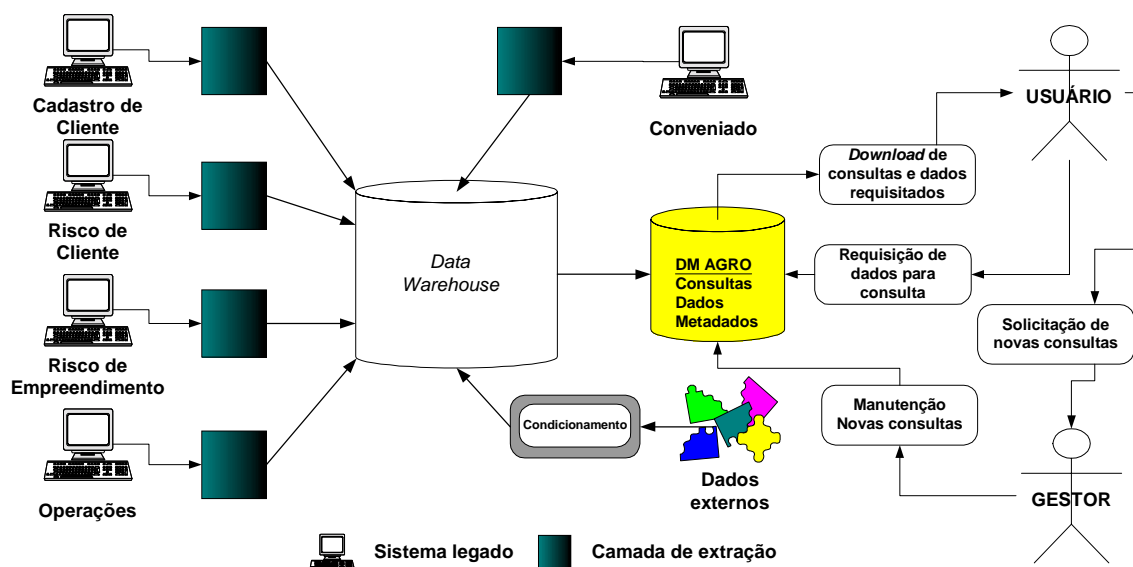 Cadastro de
Cliente
Risco de
Cliente
Risco de
Empreendimento
Operações
Conveniado
Data
Warehouse
DM AGRO
Consultas
Dados
Metadados
Condicionamento
Dados
externos
Download de
consultas e dados
requisitados
Requisição de
dados para
consulta
Manutenção
Novas consultas
USUÁRIO
Solicitação de
novas consultas
GESTOR
Sistema legado
Camada de extração